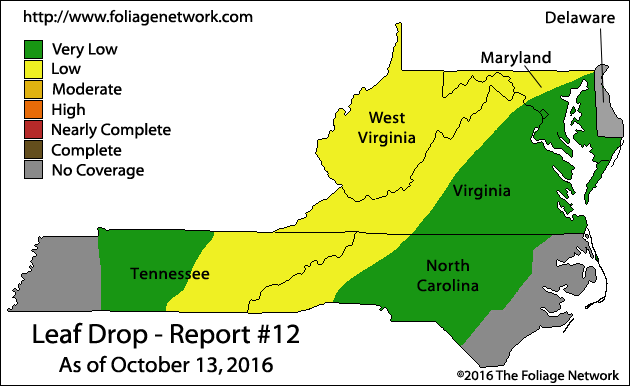 http://www.foliagenetwork.com
Delaware
Very Low
Low
Moderate
High
Nearly Complete
Complete
No Coverage
Maryland
West
Virginia
Virginia
Tennessee
North
Carolina
Leaf Drop - Report #12
As of October 13, 2016
©2016 The Foliage Network